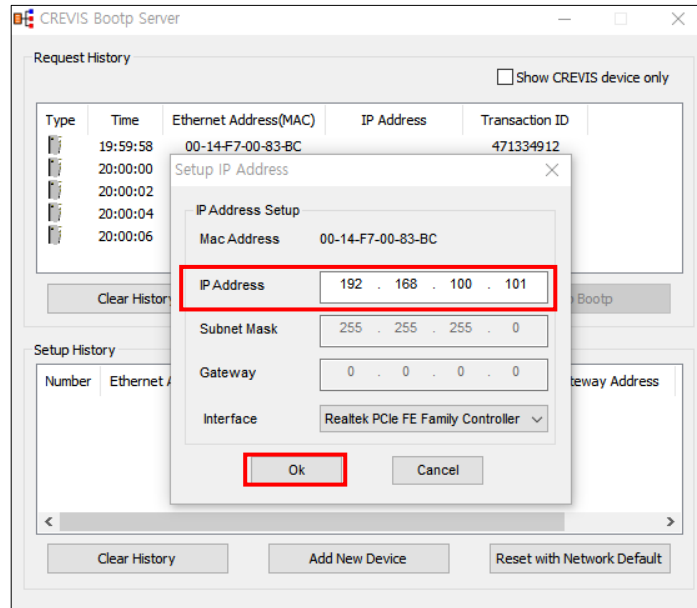 CREVIS Bootp Server
Request History
Show CREVIS device only
Type Time Ethernet Address(MAC) IP Address Transaction ID
19:59:58 00-14-F7-00-83-BC 471334912
20:00:00
20:00:02
20:00:04
20:00:06
Clear History
Bootp
Setup IP Address
IP Address Setup
Mac Address 00-14-F7-00-83-BC
IP Address 192 . 168 . 100 . 101
Subnet Mask 255 . 255 . 255 . 0
Gateway 0 . 0 . 0 . 0
Interface Realtek PCIe FE Family Controller
Ok Cancel
Setup History
Number Ethernet
Address
Clear History Add New Device Reset with Network Default